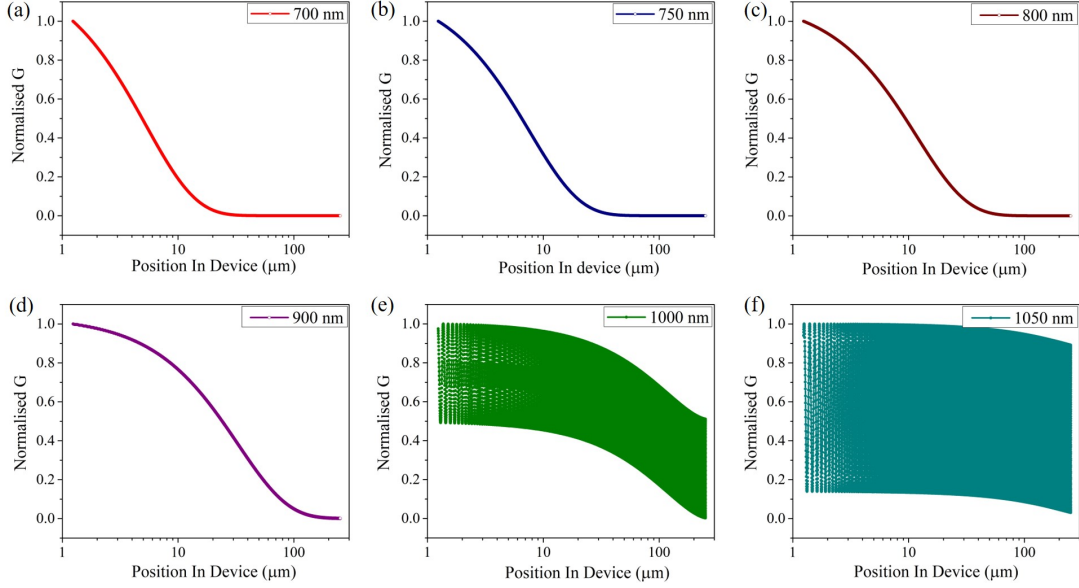 (a)
700 nm
Normalised G
1.0
0.8
0.6
0.4
0.2
0.0
1
10
100
Position In Device (μm)
(b)
750 nm
Normalised G
1.0
0.8
0.6
0.4
0.2
0.0
1
10
100
Position In device (μm)
(c)
800 nm
Normalised G
1.0
0.8
0.6
0.4
0.2
0.0
1
10
100
Position In Device (μm)
(d)
900 nm
Normalised G
1.0
0.8
0.6
0.4
0.2
0.0
1
10
100
Position In Device (μm)
(e)
1000 nm
Normalised G
1.0
0.8
0.6
0.4
0.2
0.0
1
10
100
Position In Device (μm)
(f)
1050 nm
Normalised G
1.0
0.8
0.6
0.4
0.2
0.0
1
10
100
Position In Device (μm)